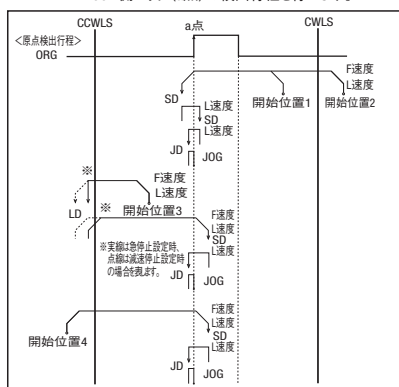 CCWLS a点 CWLS
<原点検出行程>
ORG
F速度
SD L速度 L速度
SD 開始位置1 開始位置2
L速度
JD JOG
※
※ F速度
L速度
LD 開始位置3
F速度
L速度
SD
※実線は急停止設定時、
点線は減速停止設定時
の場合を表します。
L速度
JD JOG
F速度
L速度
SD
開始位置4 L速度
JD JOG